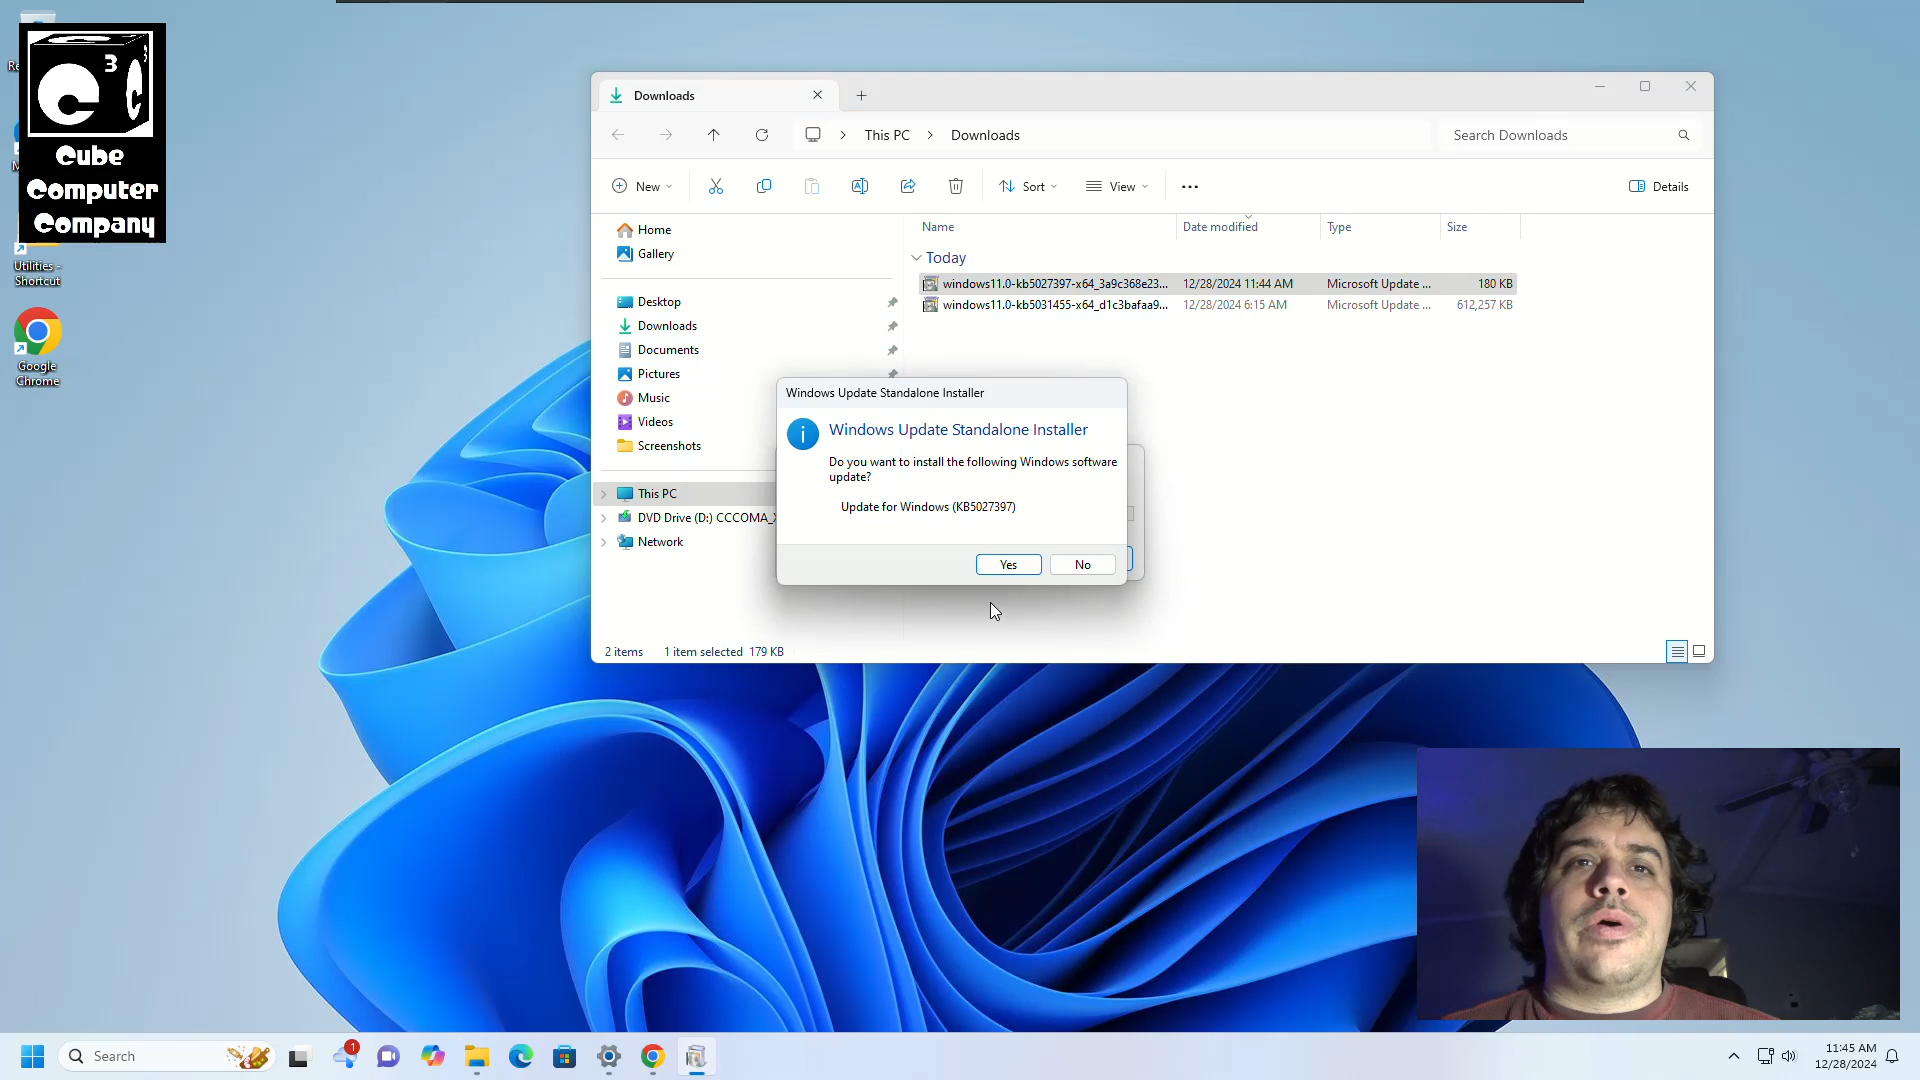 3
C
3
C
Cube
Computer
Company
Utilities -
Shortcut
Google
Chrome
Downloads
This PC
Downloads
Search Downloads
New
Sort
View
Details
Home
Gallery
Desktop
Downloads
Documents
Pictures
Music
Videos
Screenshots
This PC
DVD Drive (D:) CCCOMA_X
Network
Name
Date modified
Type
Size
Today
windows11.0-kb5027397-x64_3a9c368e23... 12/28/2024 11:44 AM Microsoft Update ... 180 KB
windows11.0-kb5031455-x64_d1c3bafaa9... 12/28/2024 6:15 AM Microsoft Update ... 612,257 KB
Windows Update Standalone Installer
Windows Update Standalone Installer
Do you want to install the following Windows software
update?
Update for Windows (KB5027397)
Yes
No
2 items
1 item selected 179 KB
Search
1
11:45 AM
12/28/2024